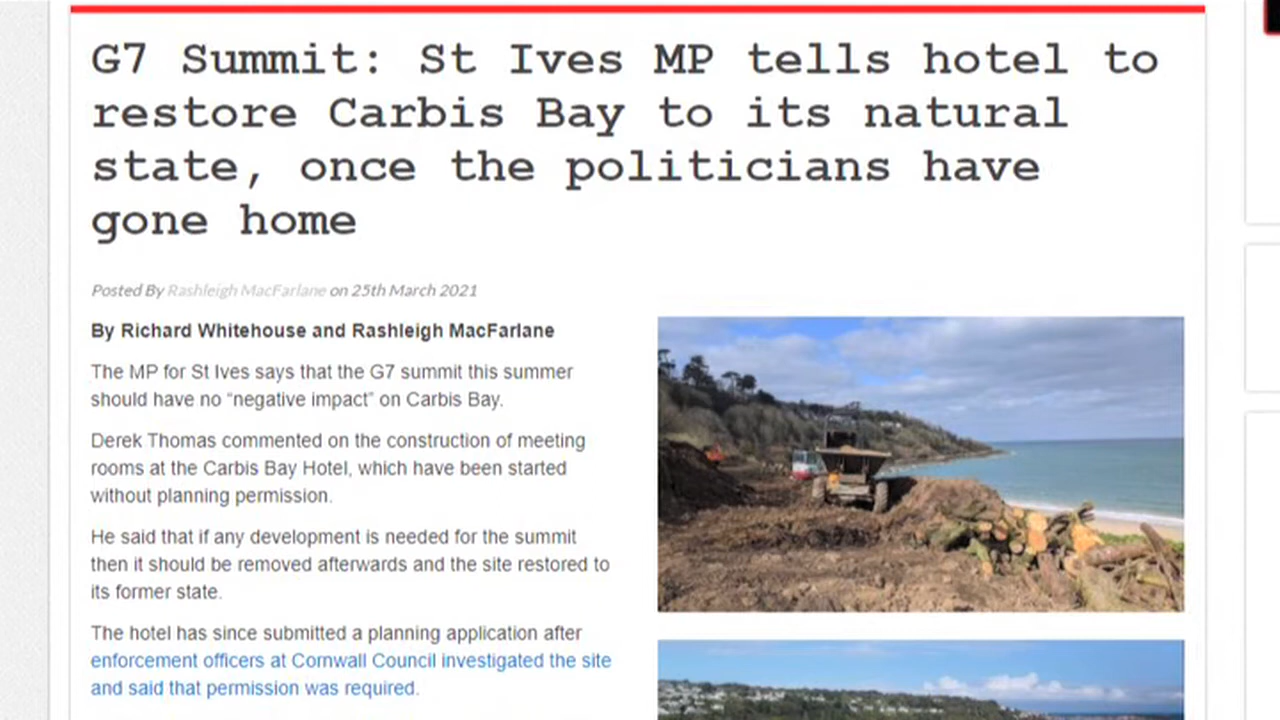 G7 Summit: St Ives MP tells hotel to
restore Carbis Bay to its natural
state, once the politicians have
gone home
Posted By Rashleigh MacFarlane on 25th March 2021
By Richard Whitehouse and Rashleigh MacFarlane
The MP for St Ives says that the G7 summit this summer
should have no “negative impact” on Carbis Bay.
Derek Thomas commented on the construction of meeting
rooms at the Carbis Bay Hotel, which have been started
without planning permission.
He said that if any development is needed for the summit
then it should be removed afterwards and the site restored to
its former state.
The hotel has since submitted a planning application after
enforcement officers at Cornwall Council investigated the site
and said that permission was required.